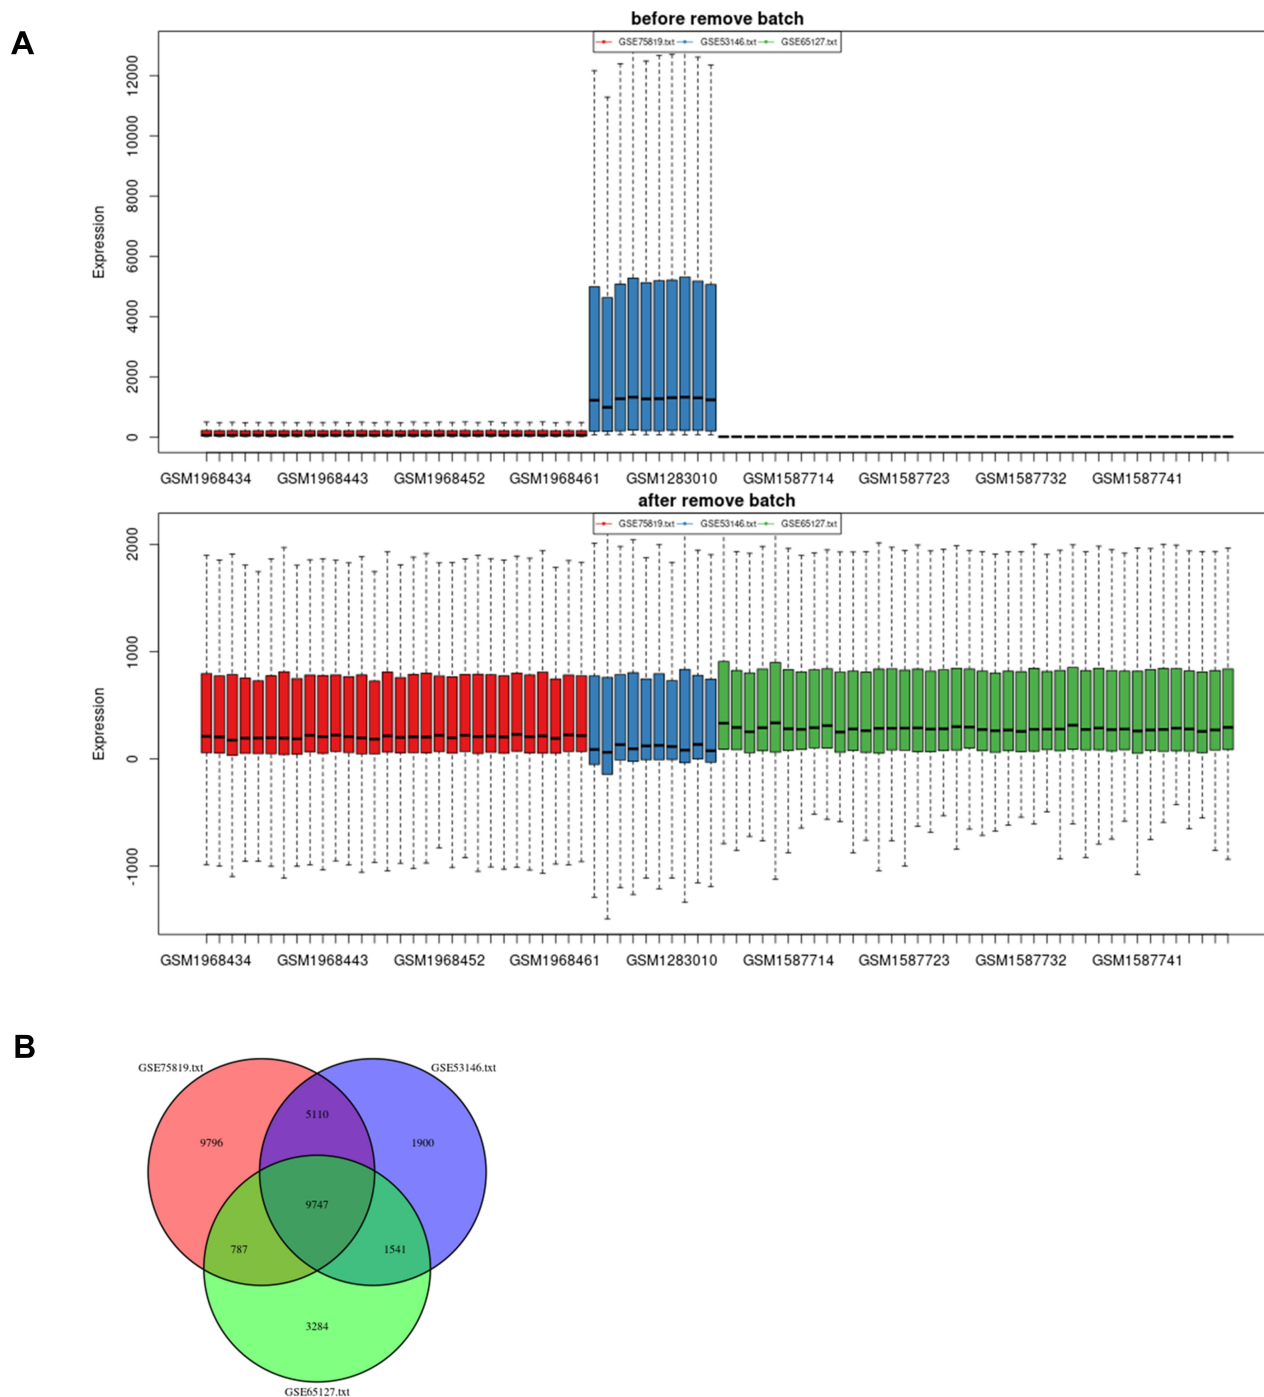 A
before remove batch
GSE75819.txt GSE53146.txt GSE65127.txt
Expression
12000
10000
8000
6000
4000
2000
0
GSM1968434 GSM1968443 GSM1968452 GSM1968461 GSM1283010 GSM1587714 GSM1587723 GSM1587732 GSM1587741
after remove batch
GSE75819.txt GSE53146.txt GSE65127.txt
Expression
2000
1000
0
-1000
GSM1968434 GSM1968443 GSM1968452 GSM1968461 GSM1283010 GSM1587714 GSM1587723 GSM1587732 GSM1587741
B
GSE75819.txt GSE53146.txt
5110
9796 1900
9747
787 1541
3284
GSE65127.txt